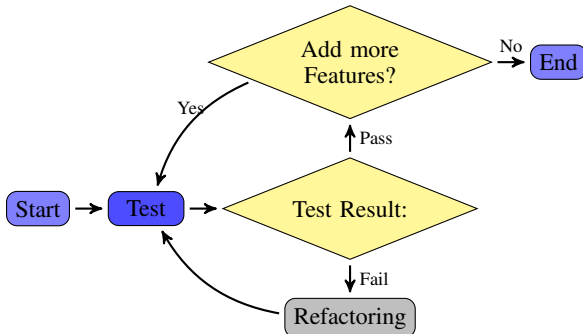 Add more
Features?
No
End
Yes
Pass
Start
Test
Test Result:
Fail
Refactoring